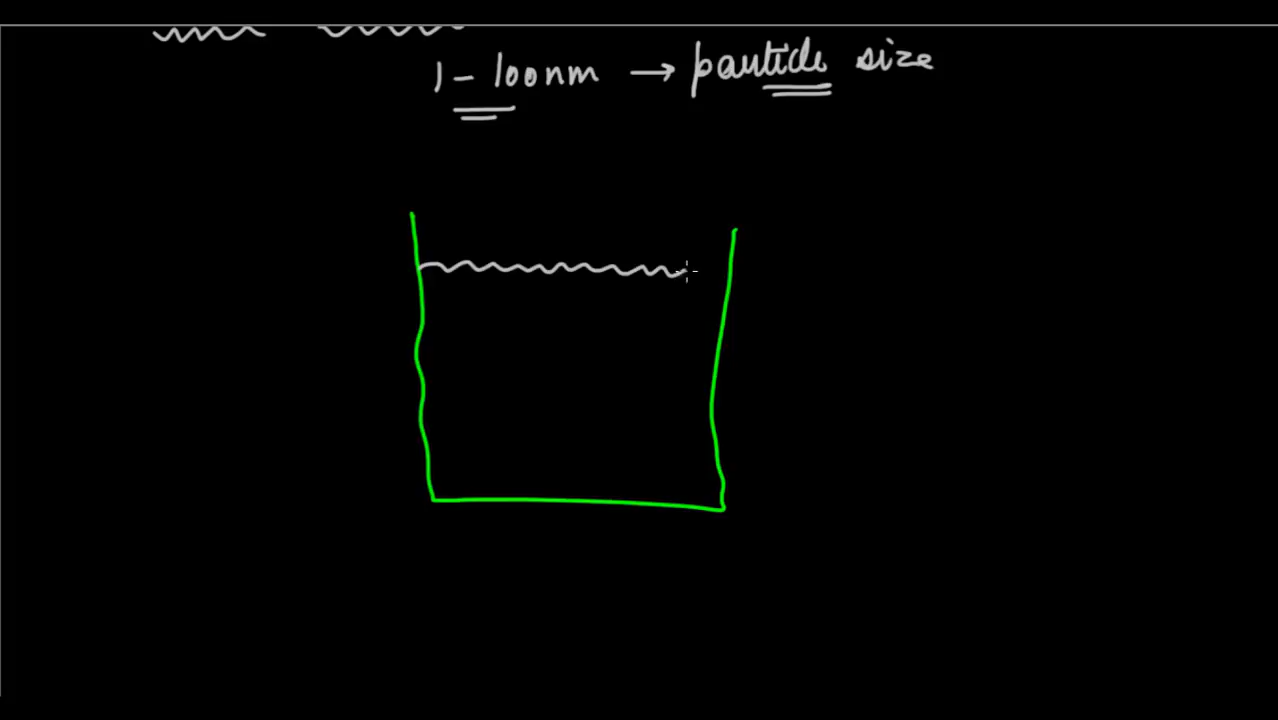 1 - 100nm → particle size